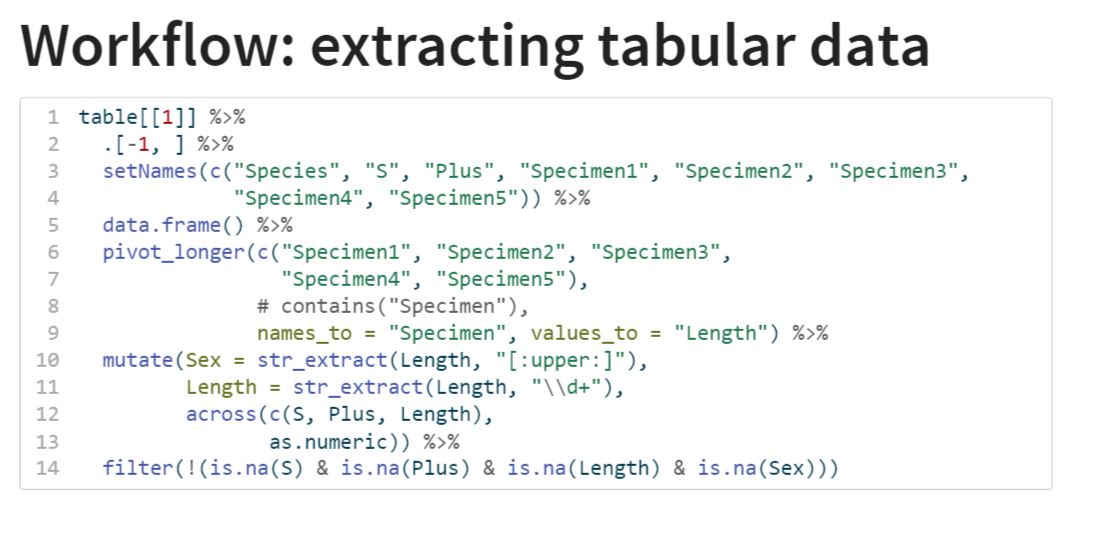 Workflow: extracting tabular data
1 table[[1]] %>%
2   .[-1, ] %>%
3   setNames(c("Species", "S", "Plus", "Specimen1", "Specimen2", "Specimen3",
4              "Specimen4", "Specimen5")) %>%
5   data.frame() %>%
6   pivot_longer(c("Specimen1", "Specimen2", "Specimen3",
7                  "Specimen4", "Specimen5"),
8                # contains("Specimen"),
9                names_to = "Specimen", values_to = "Length") %>%
10   mutate(Sex = str_extract(Length, "[:upper:]"),
11          Length = str_extract(Length, "\\d+"),
12          across(c(S, Plus, Length),
13                 as.numeric)) %>%
14   filter(!(is.na(S) & is.na(Plus) & is.na(Length) & is.na(Sex)))